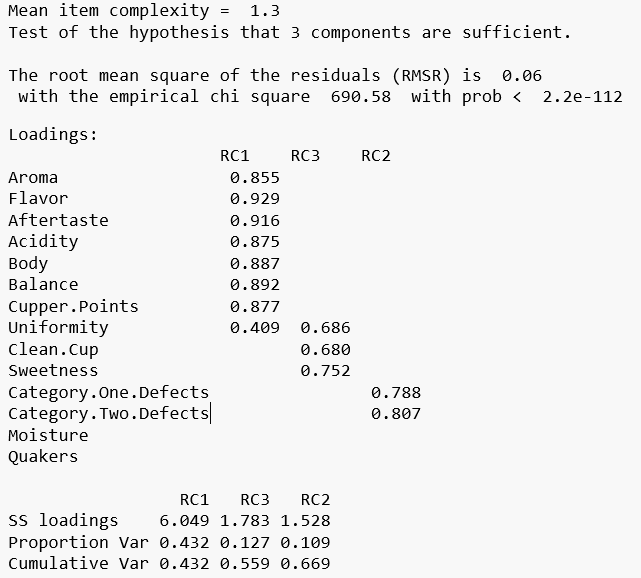 Mean item complexity =  1.3
Test of the hypothesis that 3 components are sufficient.
The root mean square of the residuals (RMSR) is  0.06
 with the empirical chi square  690.58  with prob <  2.2e-112
Loadings:
                     RC1    RC3    RC2
Aroma                 0.855
Flavor                0.929
Aftertaste            0.916
Acidity               0.875
Body                  0.887
Balance               0.892
Cupper.Points         0.877
Uniformity            0.409  0.686
Clean.Cup                    0.680
Sweetness                    0.752
Category.One.Defects                0.788
Category.Two.Defects                0.807
Moisture
Quakers
                 RC1   RC3   RC2
SS loadings    6.049 1.783 1.528
Proportion Var 0.432 0.127 0.109
Cumulative Var 0.432 0.559 0.669